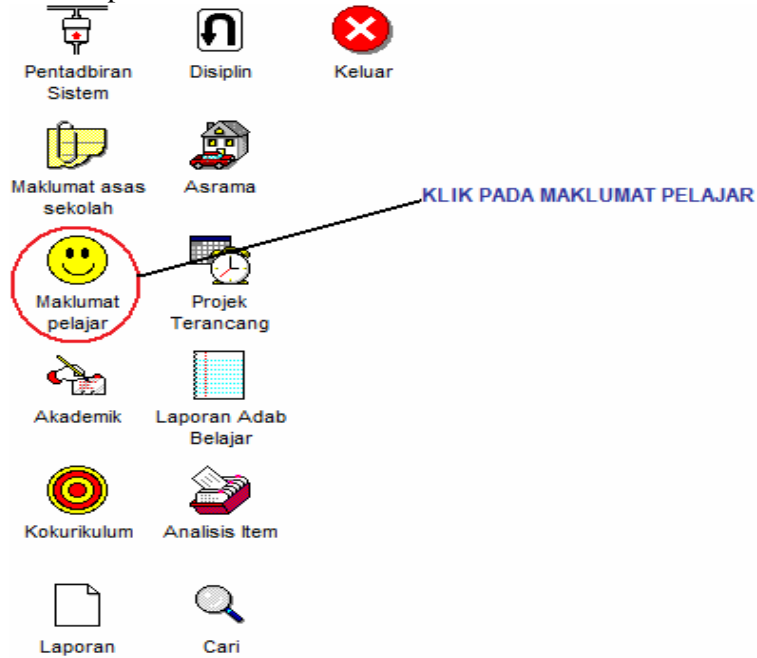 Pentadbiran
Sistem
Disiplin
Keluar
Maklumat asas
sekolah
Asrama
KLIK PADA MAKLUMAT PELAJAR
Maklumat
pelajar
Projek
Terancang
Akademik
Laporan Adab
Belajar
Kokurikulum
Analisis Item
Laporan
Cari